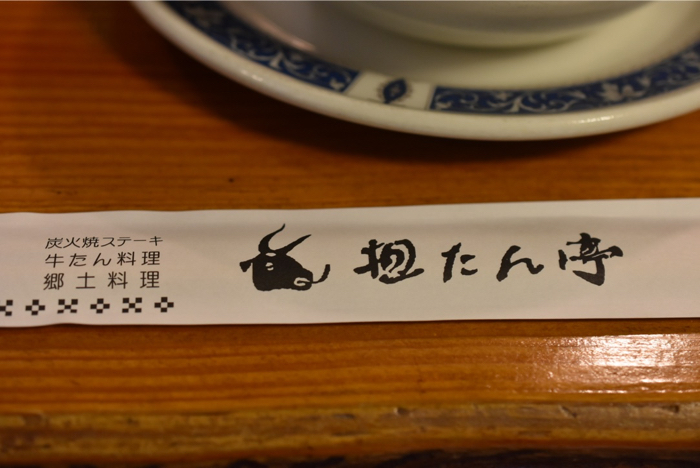 炭火焼ステーキ
牛たん料理
郷土料理
担たん亭